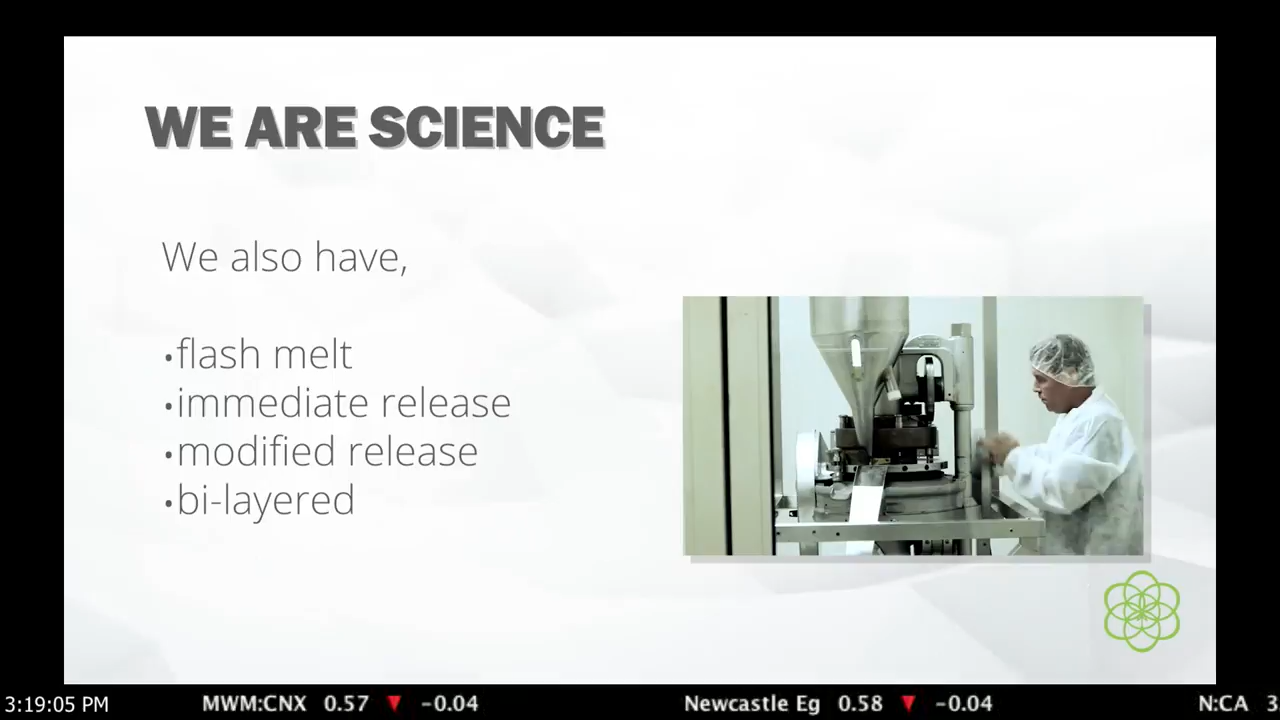 WE ARE SCIENCE
We also have,
•flash melt
•immediate release
•modified release
•bi-layered
3:19:05 PM MWM:CNX 0.57 ▼ -0.04 Newcastle Eg 0.58 ▼ -0.04 N:CA 3